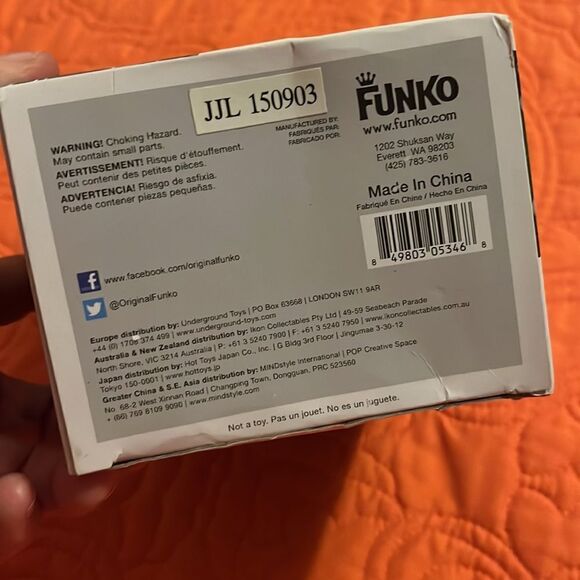 JJL 150903
WARNING! Choking Hazard.
May contain small parts.
AVERTISSEMENT! Risque d'étouffement.
Peut contenir des petites pièces.
ADVERTENCIA! Riesgo de asfixia.
Puede contener piezas pequeñas.
MANUFACTURED BY:
FABRIQUÉS PAR:
FABRICADO POR:
FUNKO
www.funko.com
1202 Shuksan Way
Everett, WA 98203
(425) 783-3616
Made In China
Fabriqué En Chine / Hecho En China
8 49803 05346 8
f www.facebook.com/originalfunko
@OriginalFunko
Europe distribution by: Underground Toys | PO Box 63668 | LONDON SW11 9AR
+44 (0) 1708 374 499 | www.underground-toys.com
Australia & New Zealand distribution by: Ikon Collectables Pty Ltd | 49-59 Seabeach Parade
North Shore, VIC 3214 Australia | P: +61 3 5240 7900 | F: +61 3 5240 7950 | www.ikoncollectables.com.au
Japan distribution by: Hot Toys Japan Co., Inc. | G Bldg 3rd Floor | Jingumae 3-30-12
Tokyo 150-0001 | www.hottoys.jp
Greater China & S.E. Asia distribution by: MINDstyle International | POP Creative Space
No. 68-2 West Xinnan Road | Changping Town, Dongguan, PRC 523560
+ (86) 769 8109 9090 | www.mindstyle.com
Not a toy. Pas un jouet. No es un juguete.